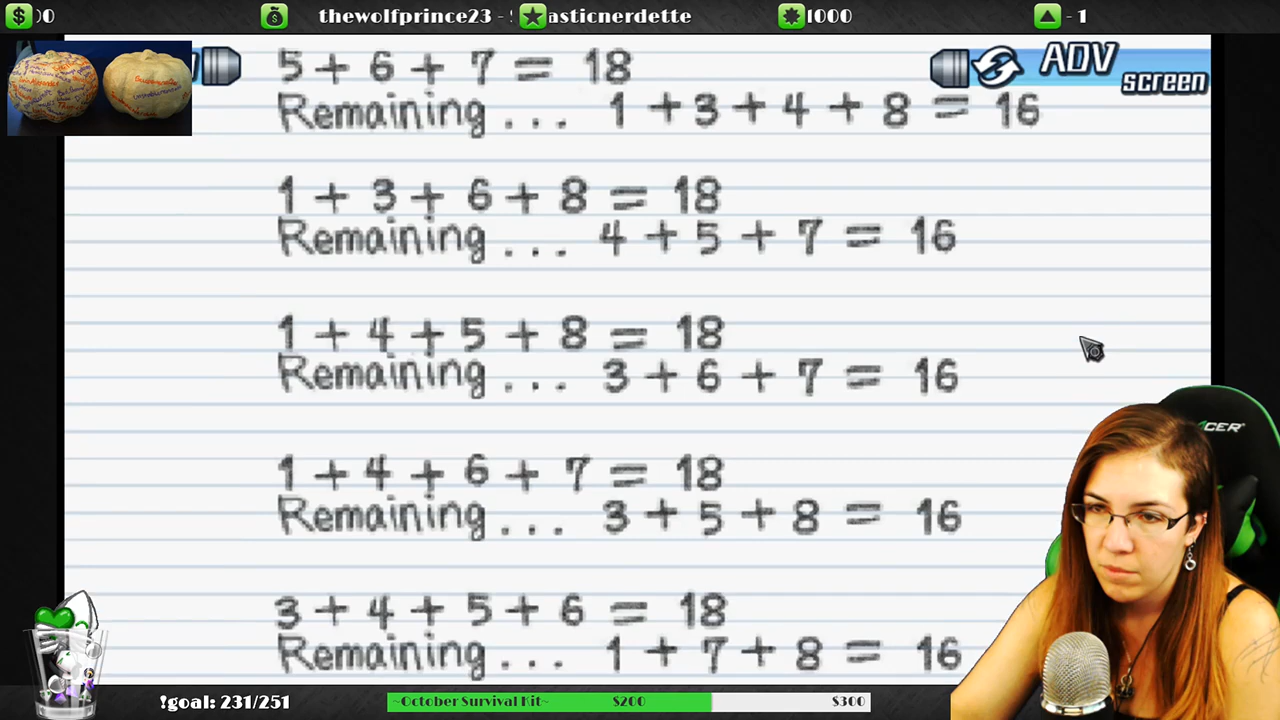 00 thewolfprince23 - asticnerdette 1000 - 1
ADV
screen
5 + 6 + 7 = 18
Remaining ... 1 + 3 + 4 + 8 = 16
1 + 3 + 6 + 8 = 18
Remaining ... 4 + 5 + 7 = 16
1 + 4 + 5 + 8 = 18
Remaining ... 3 + 6 + 7 = 16
1 + 4 + 6 + 7 = 18
Remaining ... 3 + 5 + 8 = 16
3 + 4 + 5 + 6 = 18
Remaining ... 1 + 7 + 8 = 16
!goal: 231/251 ~October Survival Kit~ $200 $300